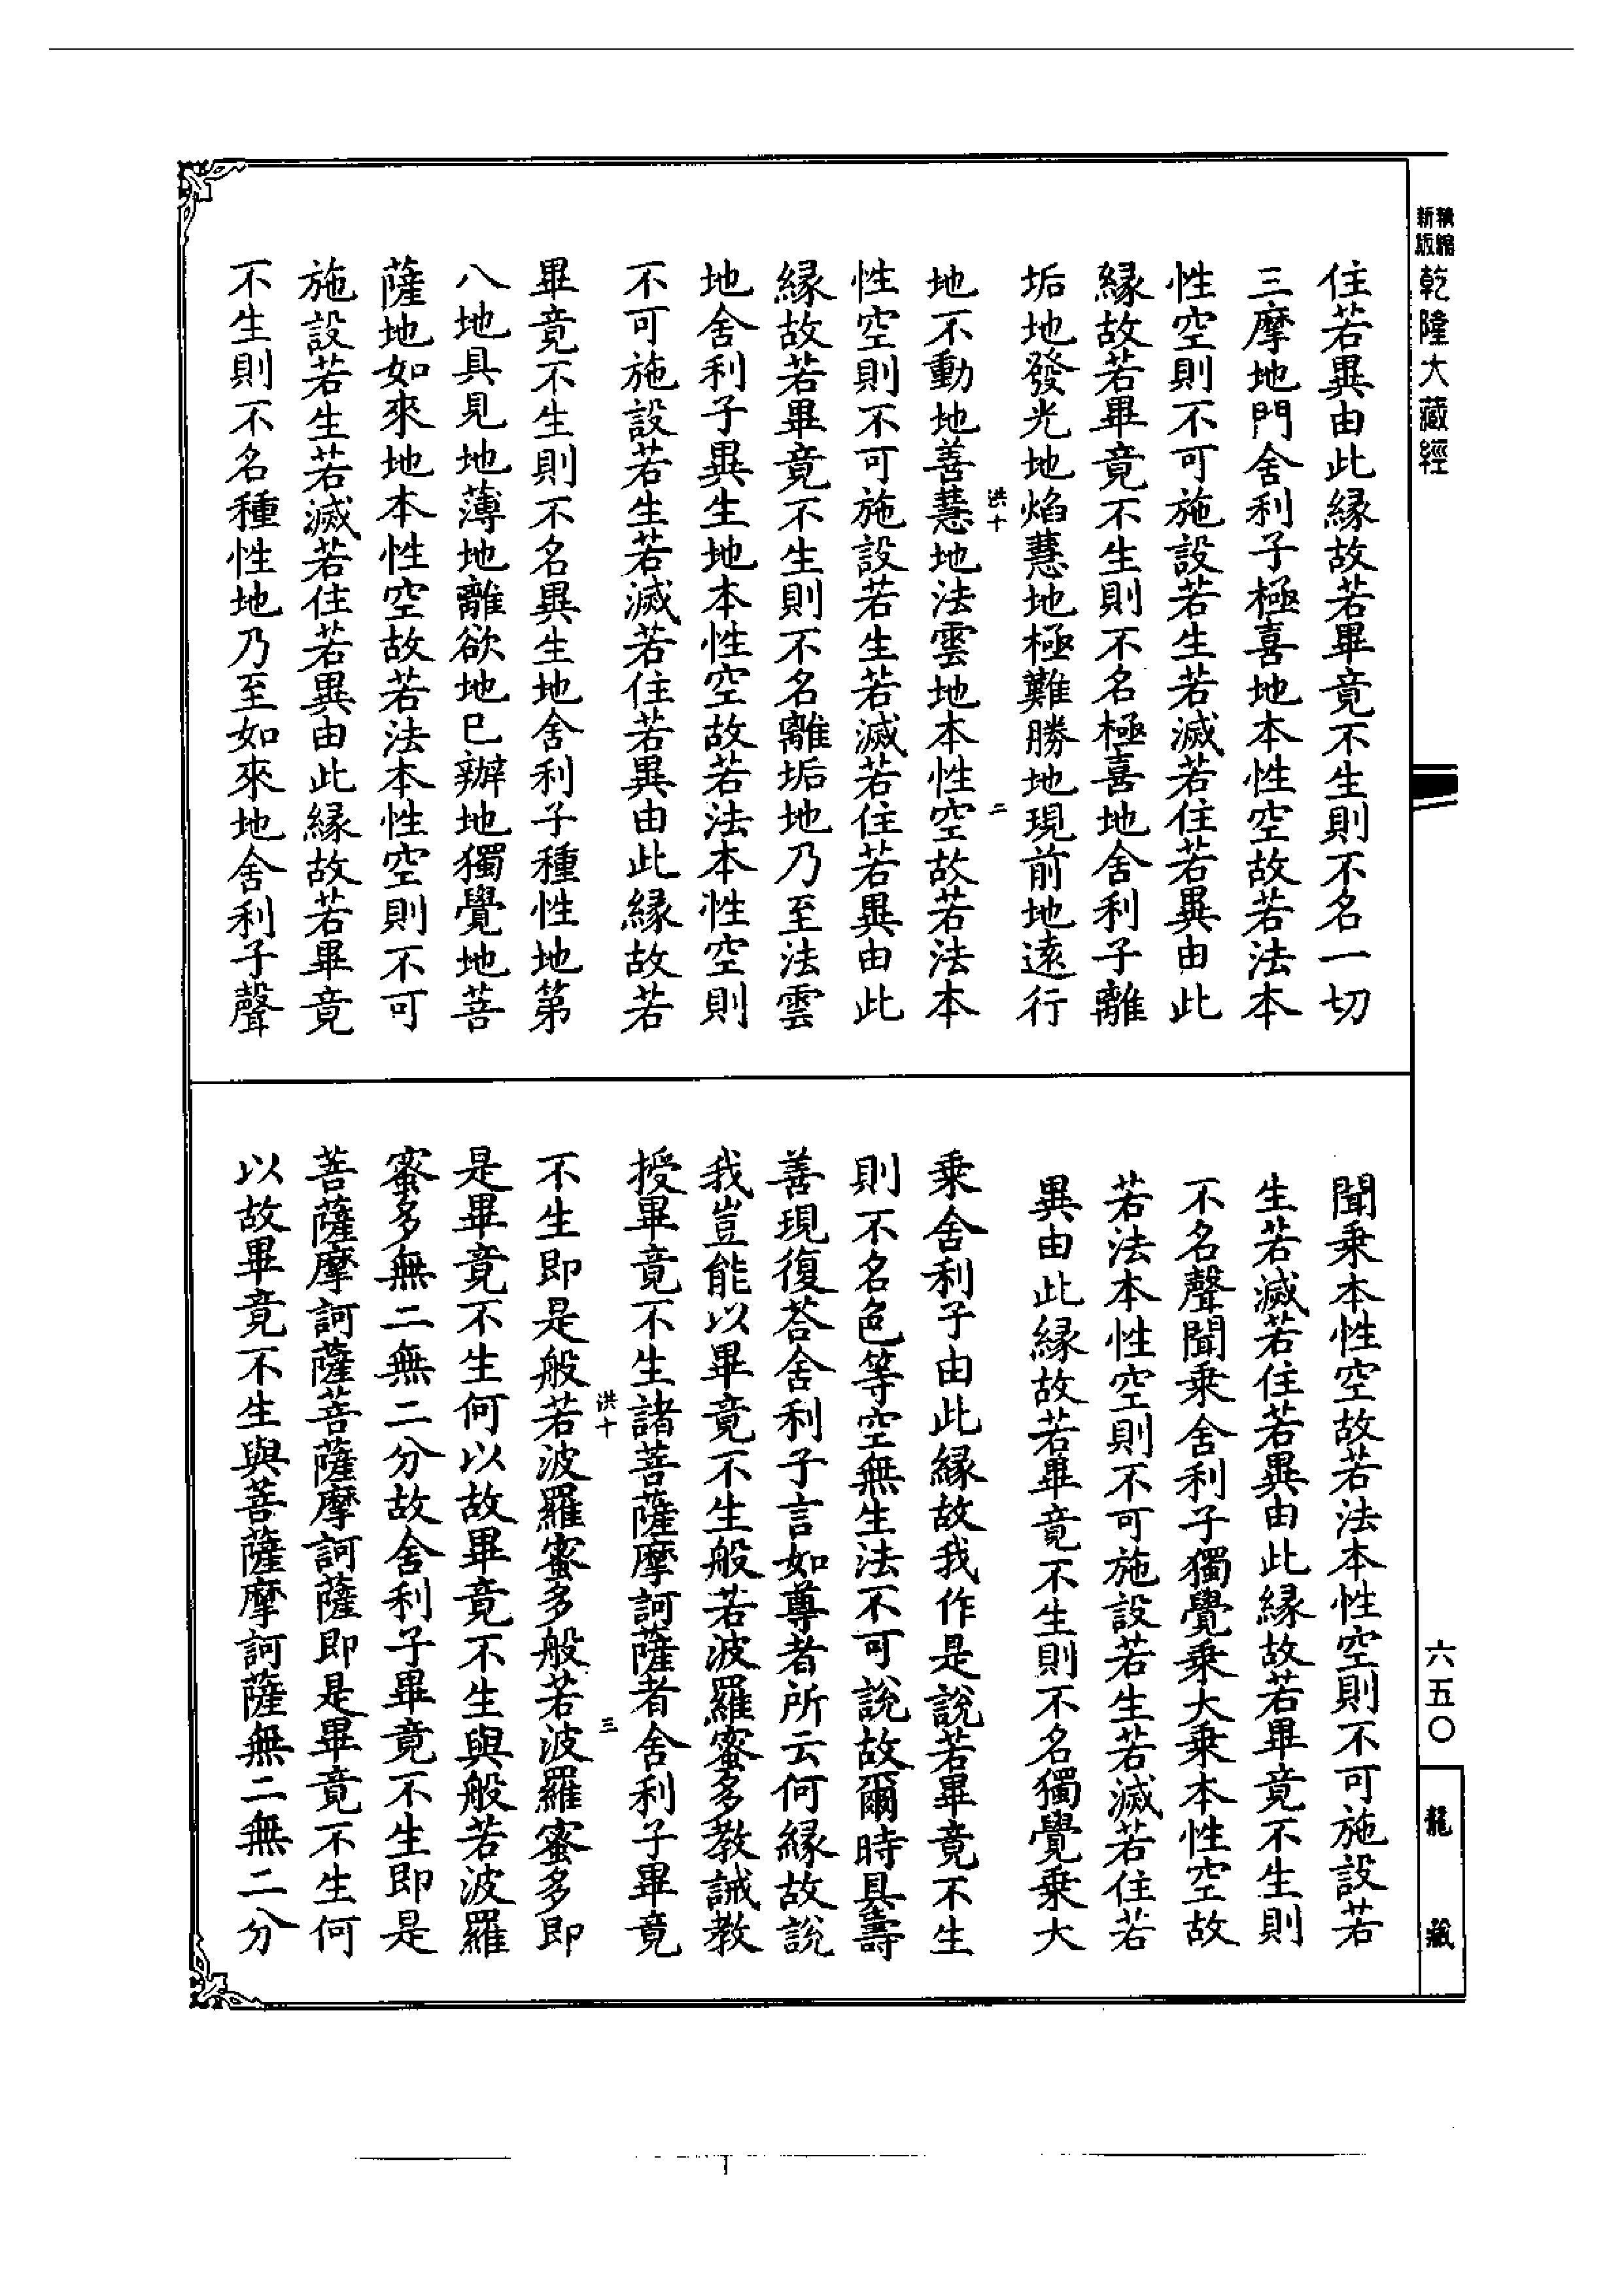 精縮新版
乾隆大藏經
六五〇
龍藏
住若異由此緣故若畢竟不生則不名一切
三摩地門舍利子極喜地本性空故若法本
性空則不可施設若生若滅若住若異由此
緣故若畢竟不生則不名極喜地舍利子離
垢地發光地焰慧地極難勝地現前地遠行
洪十
二
地不動地善慧地法雲地本性空故若法本
性空則不可施設若生若滅若住若異由此
緣故若畢竟不生則不名離垢地乃至法雲
地舍利子異生地本性空故若法本性空則
不可施設若生若滅若住若異由此緣故若
畢竟不生則不名異生地舍利子種性地第
八地具見地薄地離欲地已辦地獨覺地菩
薩地如來地本性空故若法本性空則不可
施設若生若滅若住若異由此緣故若畢竟
不生則不名種性地乃至如來地舍利子聲
聞乘本性空故若法本性空則不可施設若
生若滅若住若異由此緣故若畢竟不生則
不名聲聞乘舍利子獨覺乘大乘本性空故
若法本性空則不可施設若生若滅若住若
異由此緣故若畢竟不生則不名獨覺乘大
乘舍利子由此緣故我作是說若畢竟不生
則不名色等空無生法不可說故爾時具壽
善現復荅舍利子言如尊者所云何緣故說
我豈能以畢竟不生般若波羅蜜多教誡教
授畢竟不生諸菩薩摩訶薩者舍利子畢竟
洪十
三
不生即是般若波羅蜜多般若波羅蜜多即
是畢竟不生何以故畢竟不生與般若波羅
蜜多無二無二分故舍利子畢竟不生即是
菩薩摩訶薩菩薩摩訶薩即是畢竟不生何
以故畢竟不生與菩薩摩訶薩無二無二分